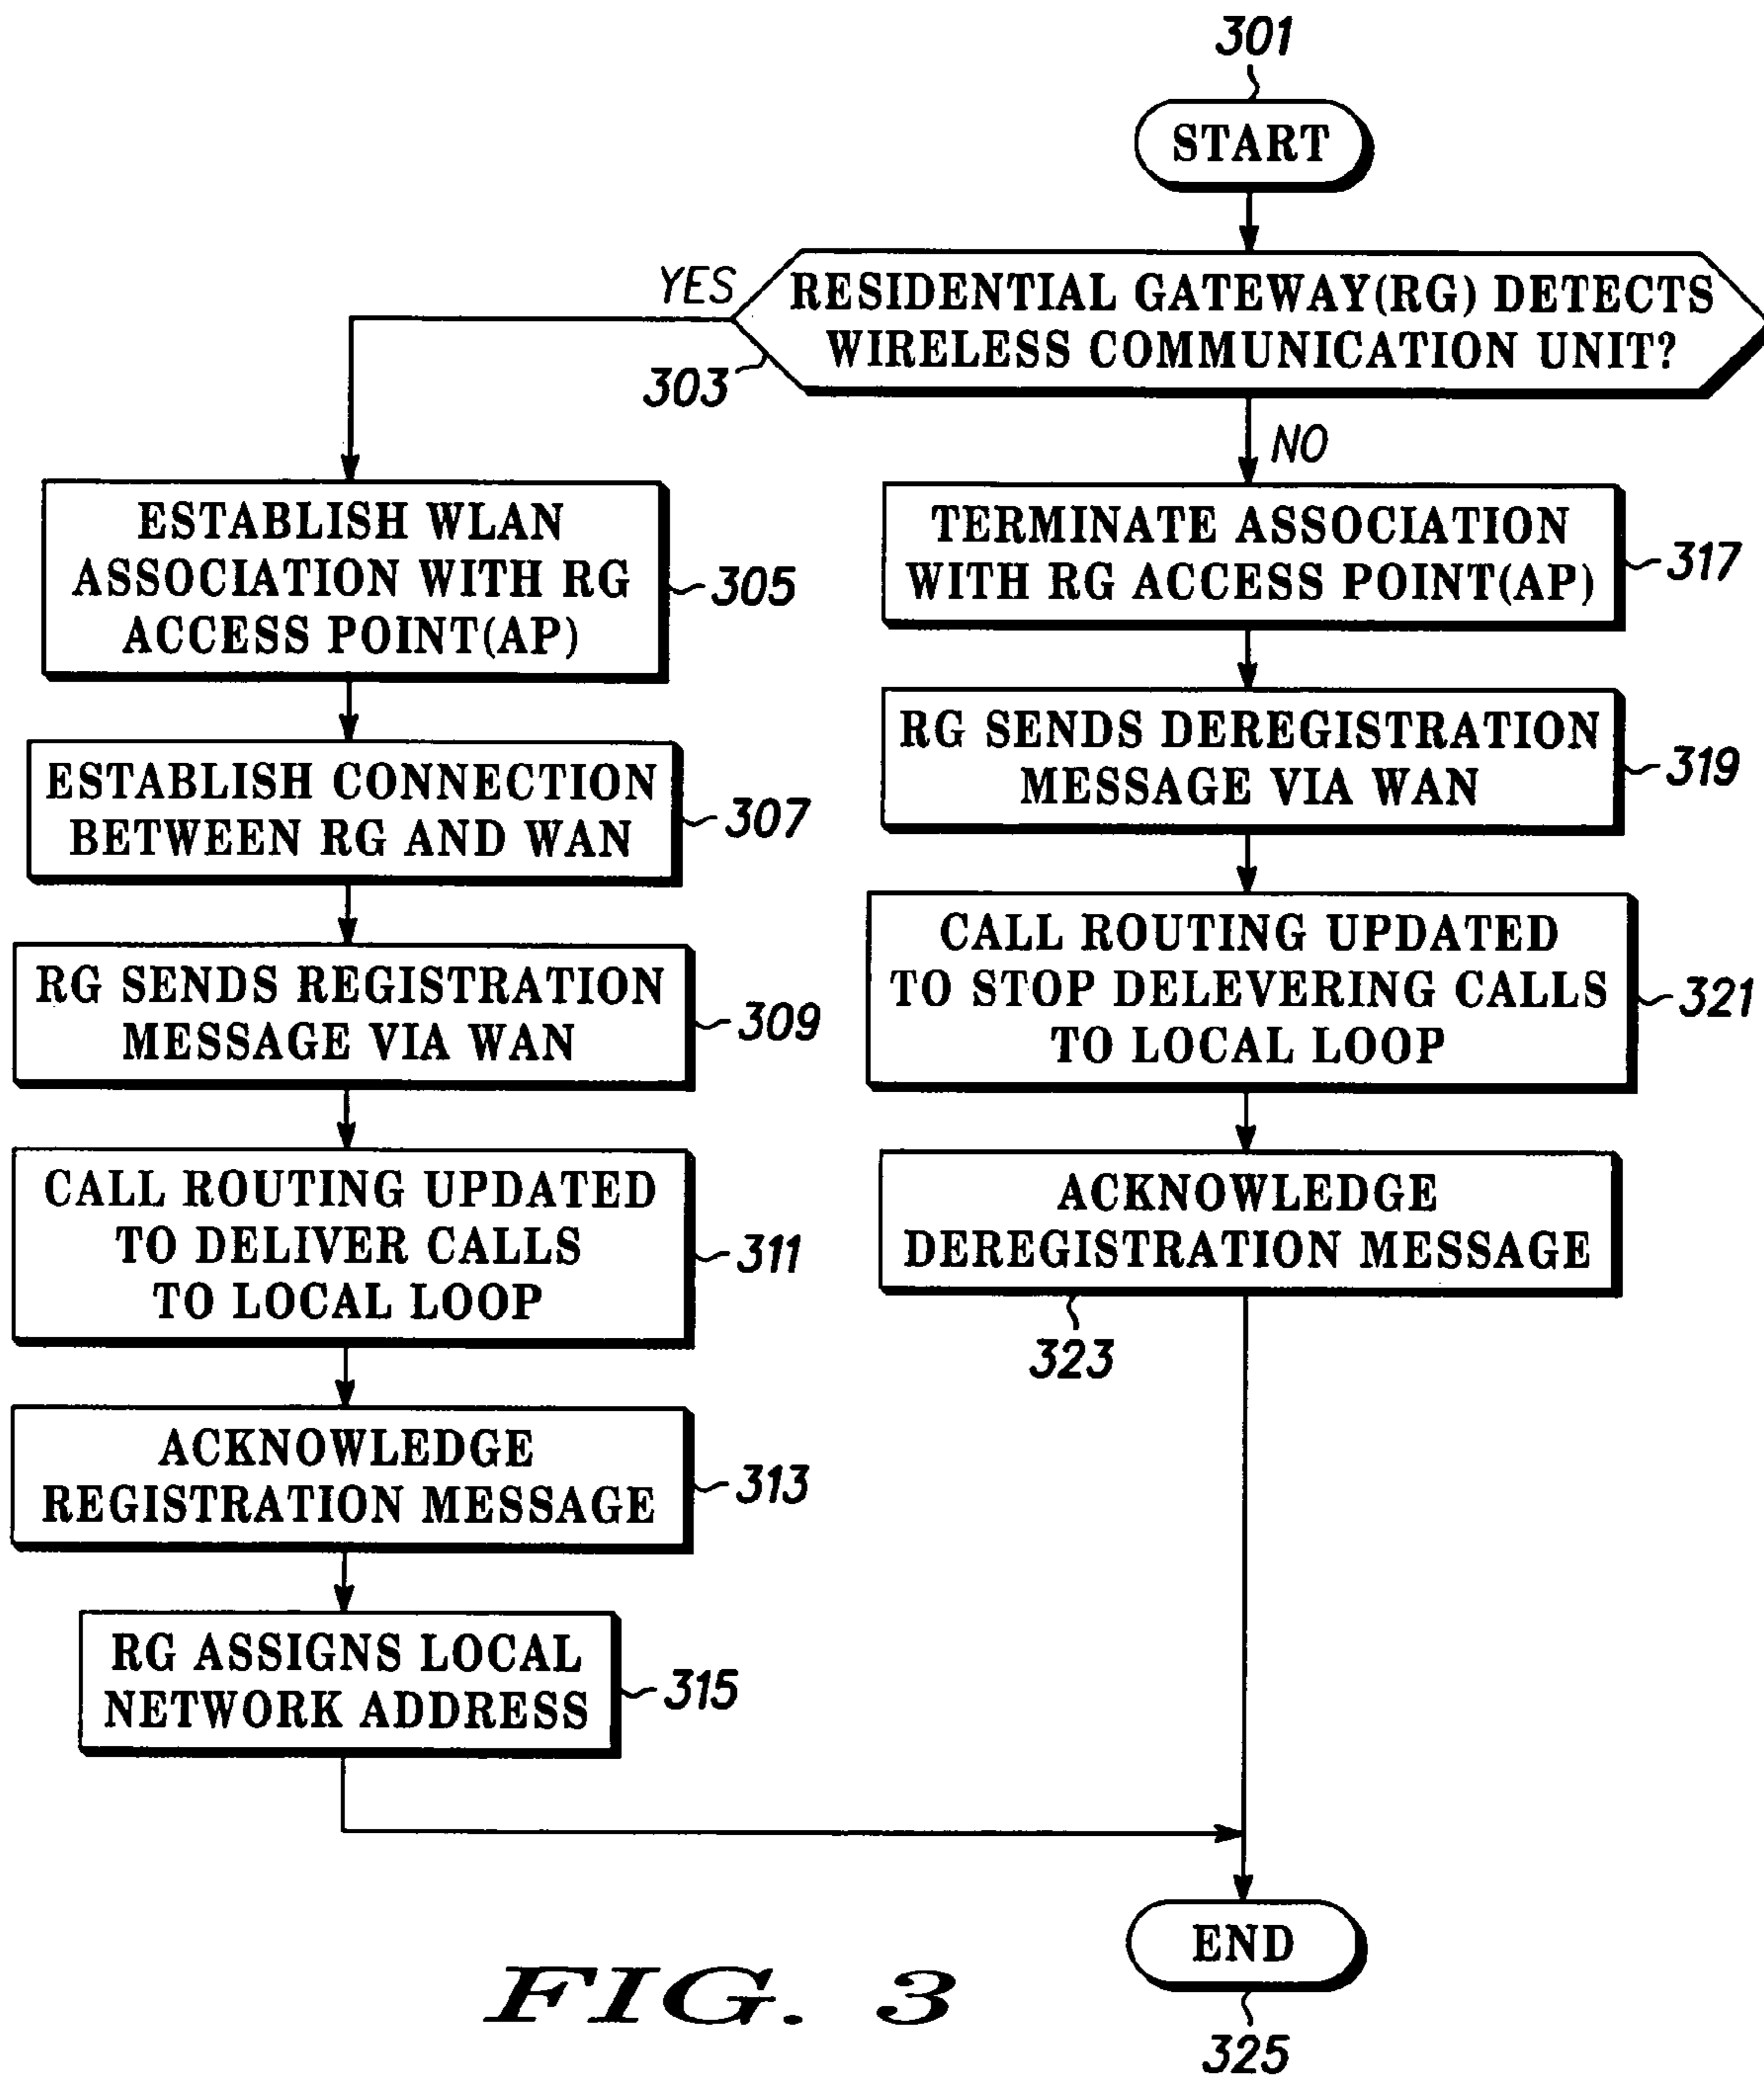 301
START
YES
RESIDENTIAL GATEWAY(RG) DETECTS
WIRELESS COMMUNICATION UNIT?
303
NO
ESTABLISH WLAN
ASSOCIATION WITH RG
ACCESS POINT(AP)
305
ESTABLISH CONNECTION
BETWEEN RG AND WAN
307
RG SENDS REGISTRATION
MESSAGE VIA WAN
309
CALL ROUTING UPDATED
TO DELIVER CALLS
TO LOCAL LOOP
311
ACKNOWLEDGE
REGISTRATION MESSAGE
313
RG ASSIGNS LOCAL
NETWORK ADDRESS
315
TERMINATE ASSOCIATION
WITH RG ACCESS POINT(AP)
317
RG SENDS DEREGISTRATION
MESSAGE VIA WAN
319
CALL ROUTING UPDATED
TO STOP DELEVERING CALLS
TO LOCAL LOOP
321
ACKNOWLEDGE
DEREGISTRATION MESSAGE
323
END
325
FIG. 3